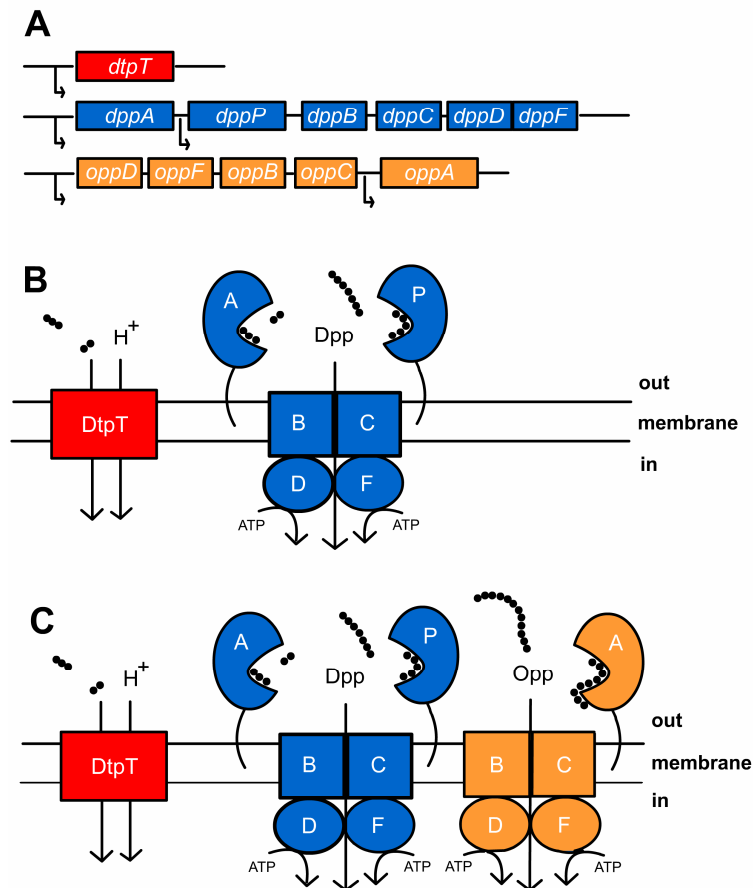 A
dtpT
dppA dppP dppB dppC dppD dppF
oppD oppF oppB oppC oppA
B
A P
H+ Dpp
out
DtpT B C membrane
in
D F
ATP ATP
C
A P A
H+ Dpp Opp
out
DtpT B C B C membrane
in
D F D F
ATP ATP ATP ATP